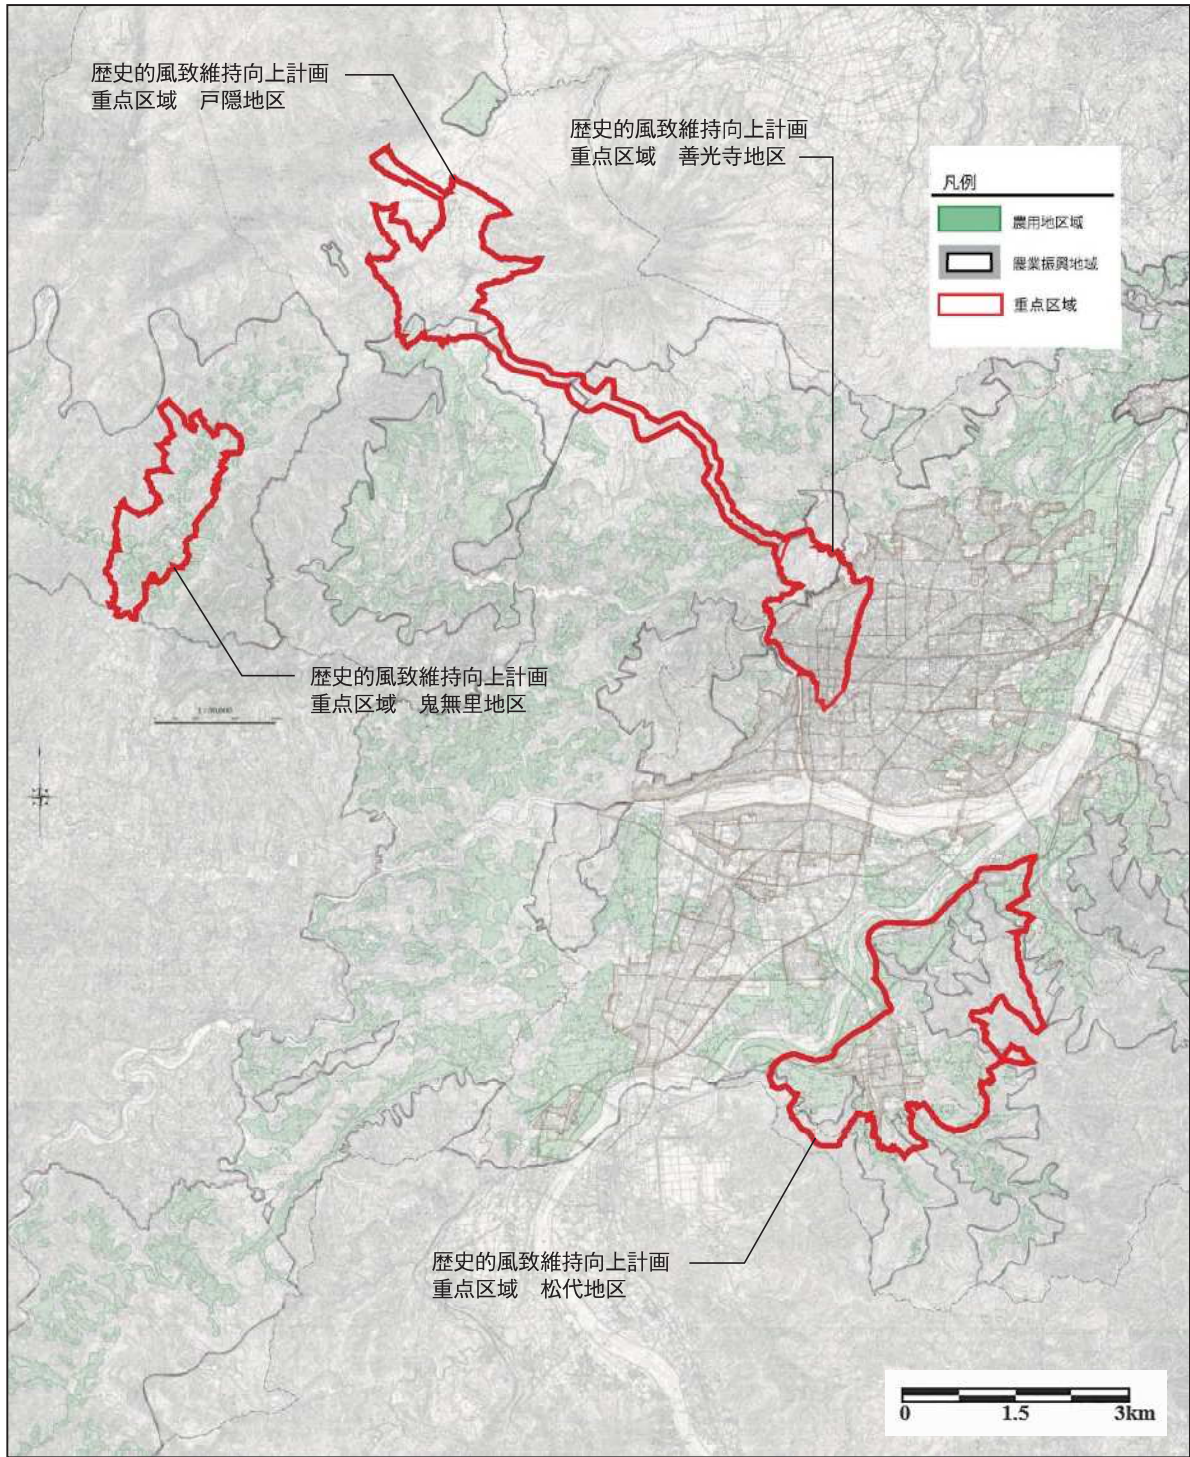 歴史的風致維持向上計画
重点区域　戸隠地区
歴史的風致維持向上計画
重点区域　善光寺地区
凡例
農用地区域
農業振興地域
重点区域
歴史的風致維持向上計画
重点区域　鬼無里地区
歴史的風致維持向上計画
重点区域　松代地区
0 1.5 3km